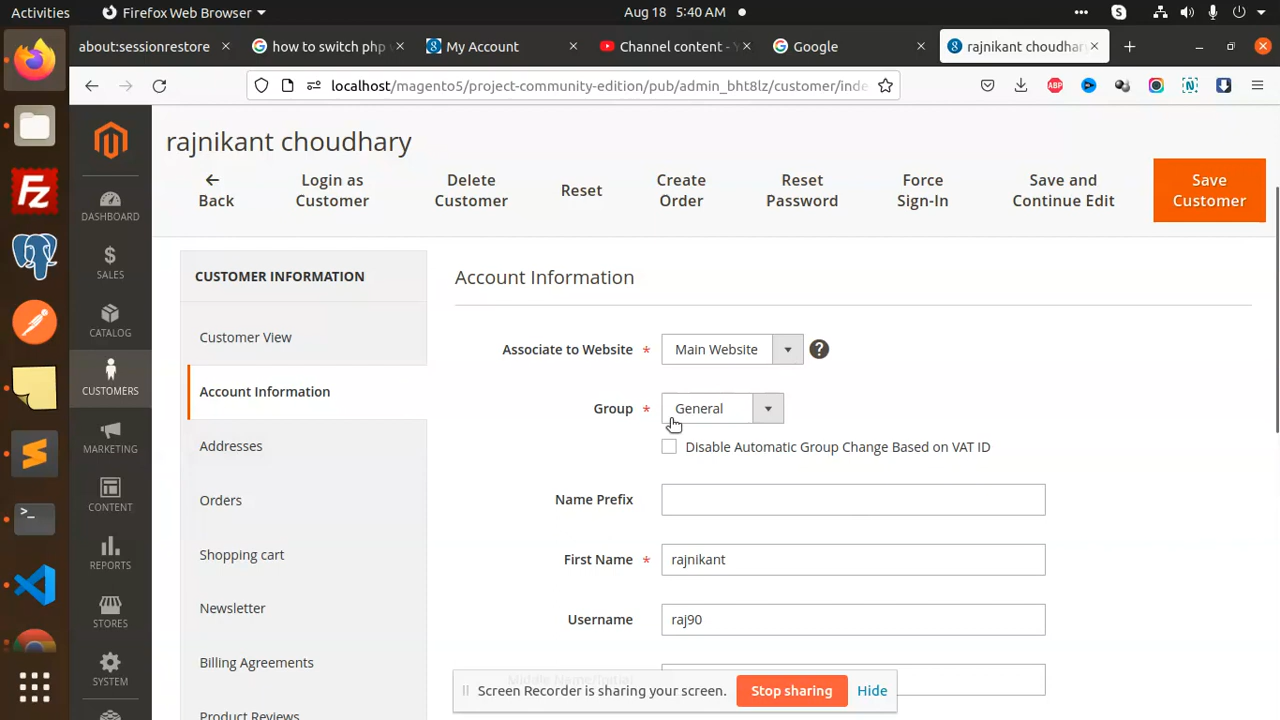 Activities
Firefox Web Browser
Aug 18 5:40 AM
about:sessionrestore
how to switch php v
My Account
Channel content - Y
Google
rajnikant choudhary
localhost/magento5/project-community-edition/pub/admin_bht8lz/customer/inde
rajnikant choudhary
Back
Login as Customer
Delete Customer
Reset
Create Order
Reset Password
Force Sign-In
Save and Continue Edit
Save Customer
DASHBOARD
SALES
CATALOG
CUSTOMERS
MARKETING
CONTENT
REPORTS
STORES
SYSTEM
CUSTOMER INFORMATION
Customer View
Account Information
Addresses
Orders
Shopping cart
Newsletter
Billing Agreements
Product Reviews
Account Information
Associate to Website * Main Website
Group * General
Disable Automatic Group Change Based on VAT ID
Name Prefix
First Name * rajnikant
Username raj90
Middle Name/Initial
Screen Recorder is sharing your screen. Stop sharing Hide